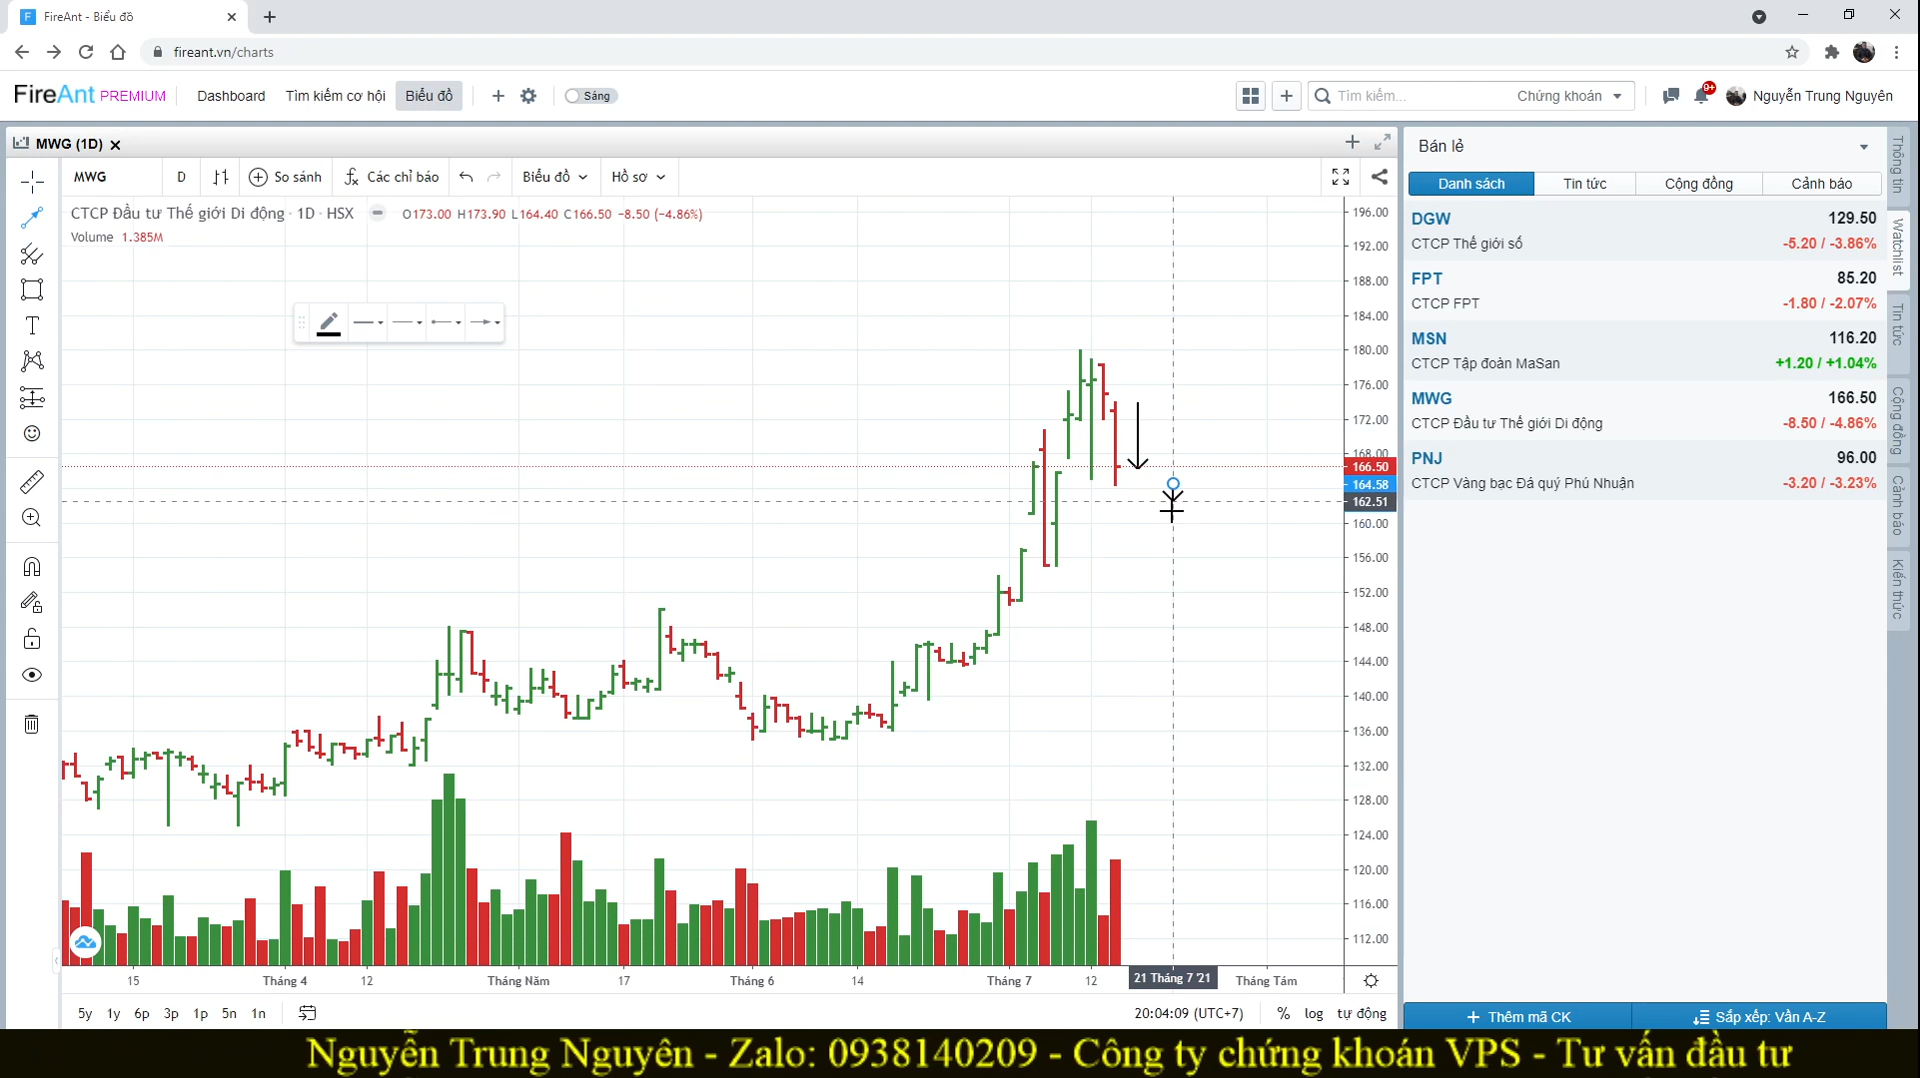 FireAnt - Biểu đồ
fireant.vn/charts
FireAnt PREMIUM
Dashboard
Tìm kiếm cơ hội
Biểu đồ
Sáng
Tìm kiếm...
Chứng khoán
9+
Nguyễn Trung Nguyên
MWG (1D)
MWG
D
So sánh
Các chỉ báo
Biểu đồ
Hồ sơ
CTCP Đầu tư Thế giới Di động · 1D · HSX
O173.00 H173.90 L164.40 C166.50 -8.50 (-4.86%)
Volume 1.385M
196.00
192.00
188.00
184.00
180.00
176.00
172.00
168.00
166.50
164.58
162.51
160.00
156.00
152.00
148.00
144.00
140.00
136.00
132.00
128.00
124.00
120.00
116.00
112.00
15
Tháng 4
12
Tháng Năm
17
Tháng 6
14
Tháng 7
12
21 Tháng 7 '21
Tháng Tám
5y 1y 6p 3p 1p 5n 1n
20:04:09 (UTC+7)
% log tự động
Bán lẻ
Danh sách
Tin tức
Cộng đồng
Cảnh báo
DGW 129.50
CTCP Thế giới số -5.20 / -3.86%
FPT 85.20
CTCP FPT -1.80 / -2.07%
MSN 116.20
CTCP Tập đoàn MaSan +1.20 / +1.04%
MWG 166.50
CTCP Đầu tư Thế giới Di động -8.50 / -4.86%
PNJ 96.00
CTCP Vàng bạc Đá quý Phú Nhuận -3.20 / -3.23%
Thêm mã CK
Sắp xếp: Vần A-Z
Thông tin
Watchlist
Tin tức
Cộng đồng
Cảnh báo
Kiến thức
Nguyễn Trung Nguyên - Zalo: 0938140209 - Công ty chứng khoán VPS - Tư vấn đầu tư